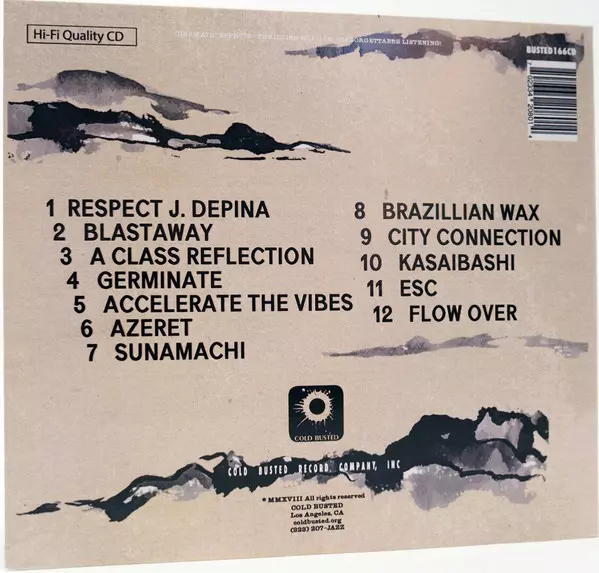 Hi-Fi Quality CD
UNFORGETTABLE LISTENING!
BUSTED166CD
1 RESPECT J. DEPINA
2 BLASTAWAY
3 A CLASS REFLECTION
4 GERMINATE
5 ACCELERATE THE VIBES
6 AZERET
7 SUNAMACHI
8 BRAZILLIAN WAX
9 CITY CONNECTION
10 KASAIBASHI
11 ESC
12 FLOW OVER
COLD BUSTED
COLD BUSTED RECORD COMPANY, INC
℗ MMXVIII All rights reserved
COLD BUSTED
Los Angeles, CA
coldbusted.org
(323) 207-JAZZ